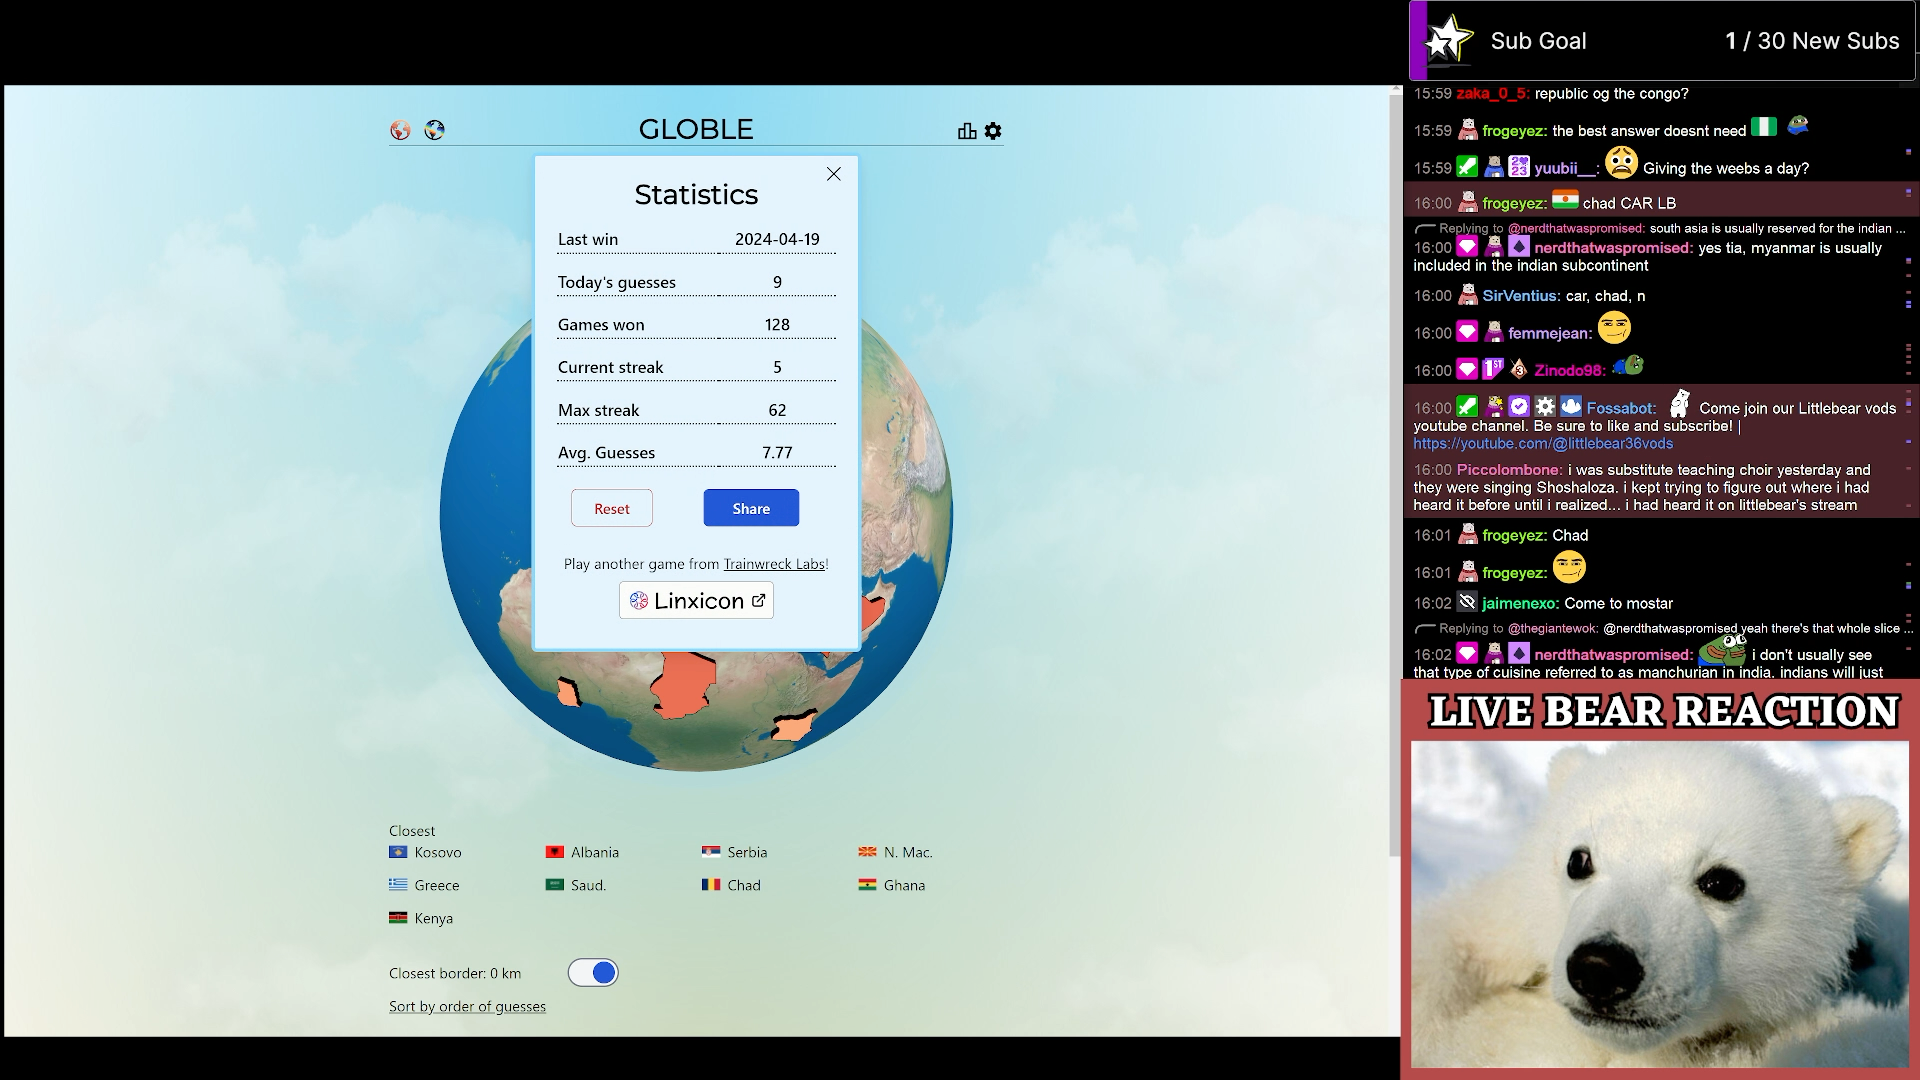 GLOBLE
Statistics
Last win 2024-04-19
Today's guesses 9
Games won 128
Current streak 5
Max streak 62
Avg. Guesses 7.77
Reset Share
Play another game from Trainwreck Labs!
Linxicon
Closest
Kosovo Albania Serbia N. Mac.
Greece Saud. Chad Ghana
Kenya
Closest border: 0 km
Sort by order of guesses
Sub Goal 1 / 30 New Subs
15:59 zaka_0_5: republic og the congo?
15:59 frogeyez: the best answer doesnt need
15:59 yuubii__: Giving the weebs a day?
16:00 frogeyez: chad CAR LB
Replying to @nerdthatwaspromised: south asia is usually reserved for the indian ...
16:00 nerdthatwaspromised: yes tia, myanmar is usually
included in the indian subcontinent
16:00 SirVentius: car, chad, n
16:00 femmejean:
16:00 1ST 3 Zinodo98:
16:00 Fossabot: Come join our Littlebear vods
youtube channel. Be sure to like and subscribe! |
https://youtube.com/@littlebear36vods
16:00 Piccolombone: i was substitute teaching choir yesterday and
they were singing Shoshaloza. i kept trying to figure out where i had
heard it before until i realized... i had heard it on littlebear's stream
16:01 frogeyez: Chad
16:01 frogeyez:
16:02 jaimenexo: Come to mostar
Replying to @thegiantewok: @nerdthatwaspromised yeah there's that whole slice ...
16:02 nerdthatwaspromised: i don't usually see
that type of cuisine referred to as manchurian in india. indians will just
LIVE BEAR REACTION